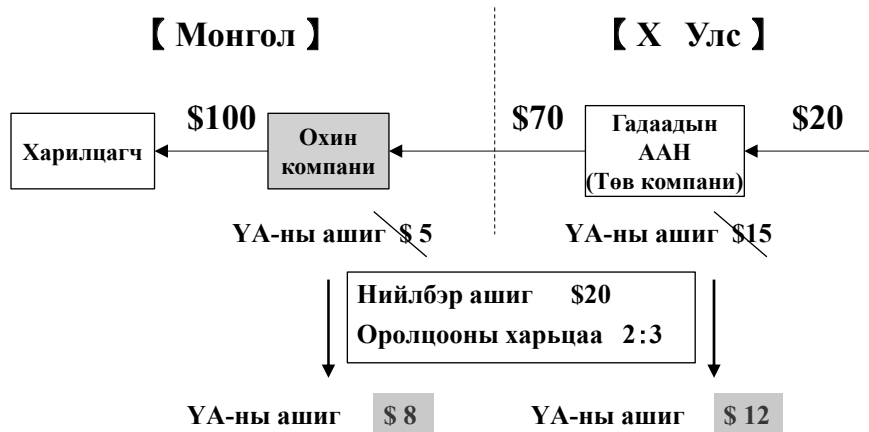 【 Монгол 】
【 Х Улс 】
$100
$70
$20
Харилцагч
Охин
компани
Гадаадын
ААН
(Төв компани)
ҮА-ны ашиг $ 5
ҮА-ны ашиг $15
Нийлбэр ашиг $20
Оролцооны харьцаа 2:3
ҮА-ны ашиг $ 8
ҮА-ны ашиг $ 12